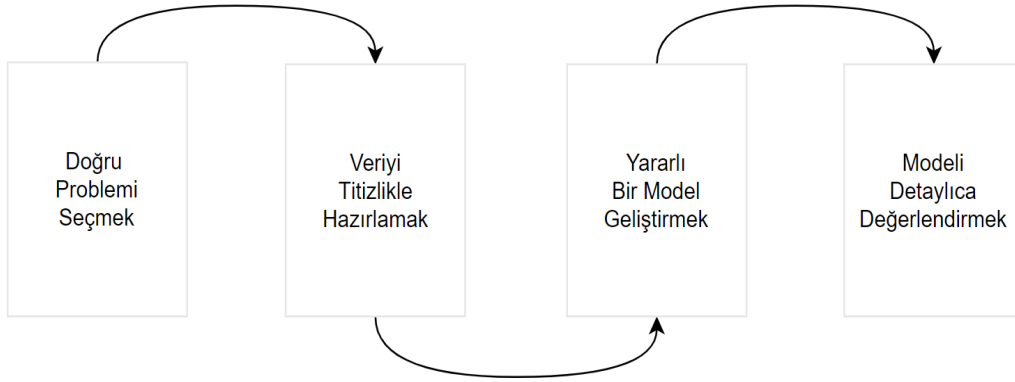 Doğru
Problemi
Seçmek
Veriyi
Titizlikle
Hazırlamak
Yararlı
Bir Model
Geliştirmek
Modeli
Detaylıca
Değerlendirmek